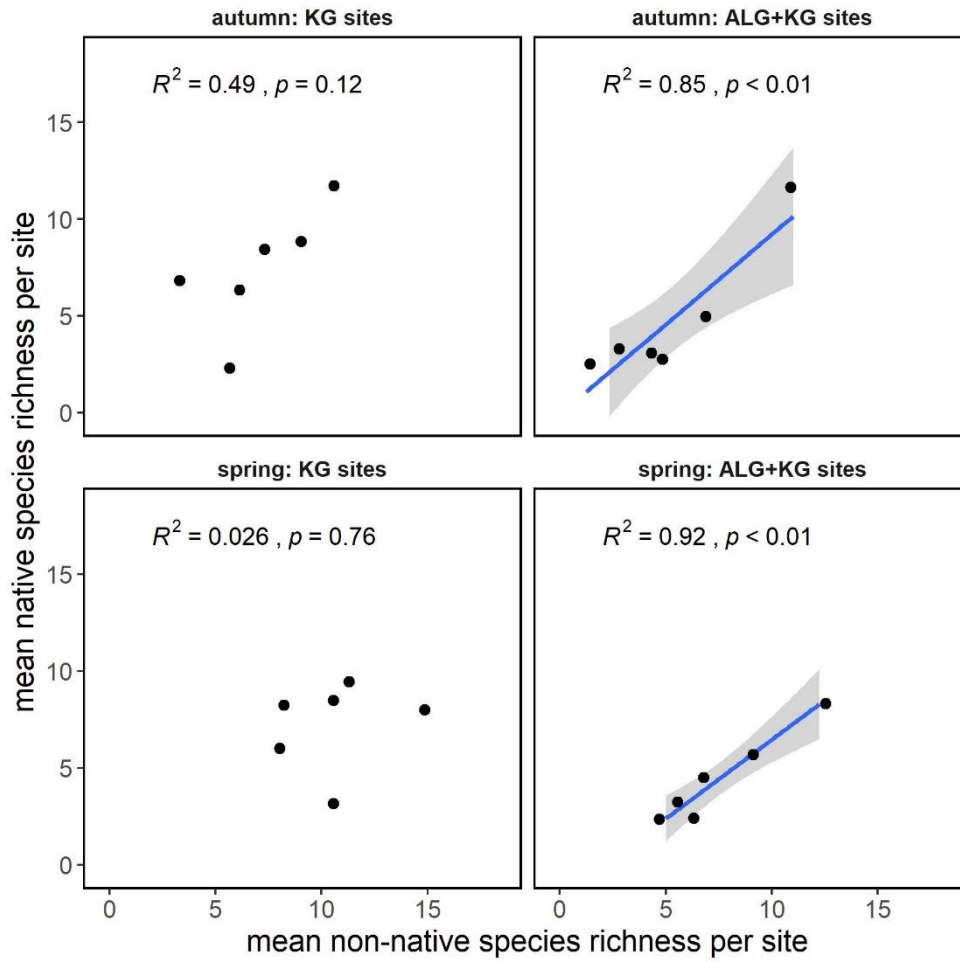 autumn: KG sites
autumn: ALG+KG sites
R² = 0.49 , p = 0.12
R² = 0.85 , p < 0.01
15
10
5
0
spring: KG sites
spring: ALG+KG sites
R² = 0.026 , p = 0.76
R² = 0.92 , p < 0.01
15
10
5
0
0 5 10 15
0 5 10 15
mean native species richness per site
mean non-native species richness per site